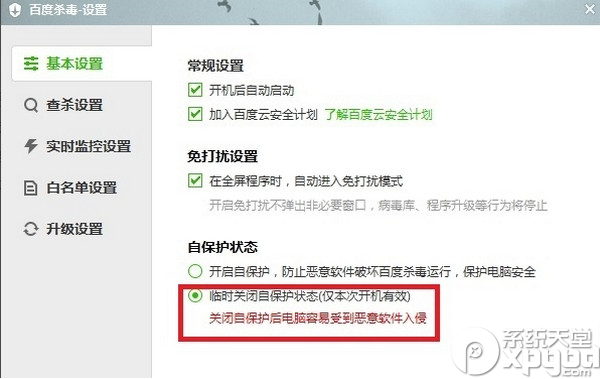 百度杀毒-设置
基本设置
查杀设置
实时监控设置
白名单设置
升级设置
常规设置
开机后自动启动
加入百度云安全计划 了解百度云安全计划
免打扰设置
在全屏程序时，自动进入免打扰模式
开启免打扰不弹出非必要窗口，病毒库、程序升级等行为将停止
自保护状态
开启自保护，防止恶意软件破坏百度杀毒运行，保护电脑安全
临时关闭自保护状态(仅本次开机有效)
关闭自保护后电脑容易受到恶意软件入侵
系统天堂